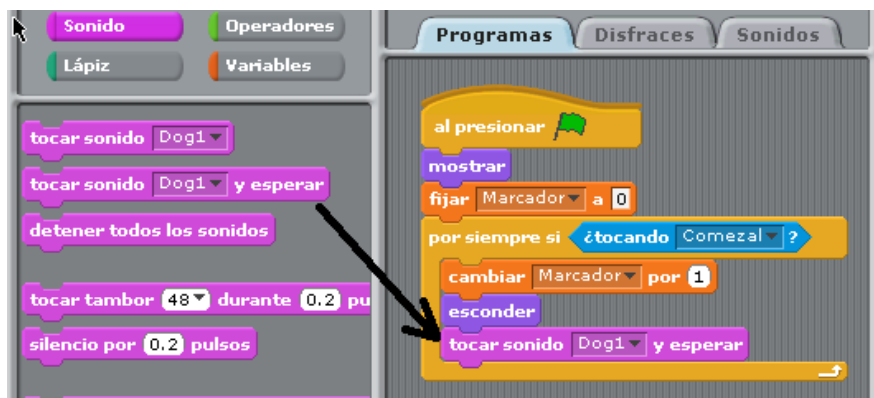 Sonido
Operadores
Lápiz
Variables
tocar sonido Dog1
tocar sonido Dog1 y esperar
detener todos los sonidos
tocar tambor 48 durante 0.2 pu
silencio por 0.2 pulsos
Programas
Disfraces
Sonidos
al presionar
mostrar
fijar Marcador a 0
por siempre si ¿tocando Comezal ?
cambiar Marcador por 1
esconder
tocar sonido Dog1 y esperar